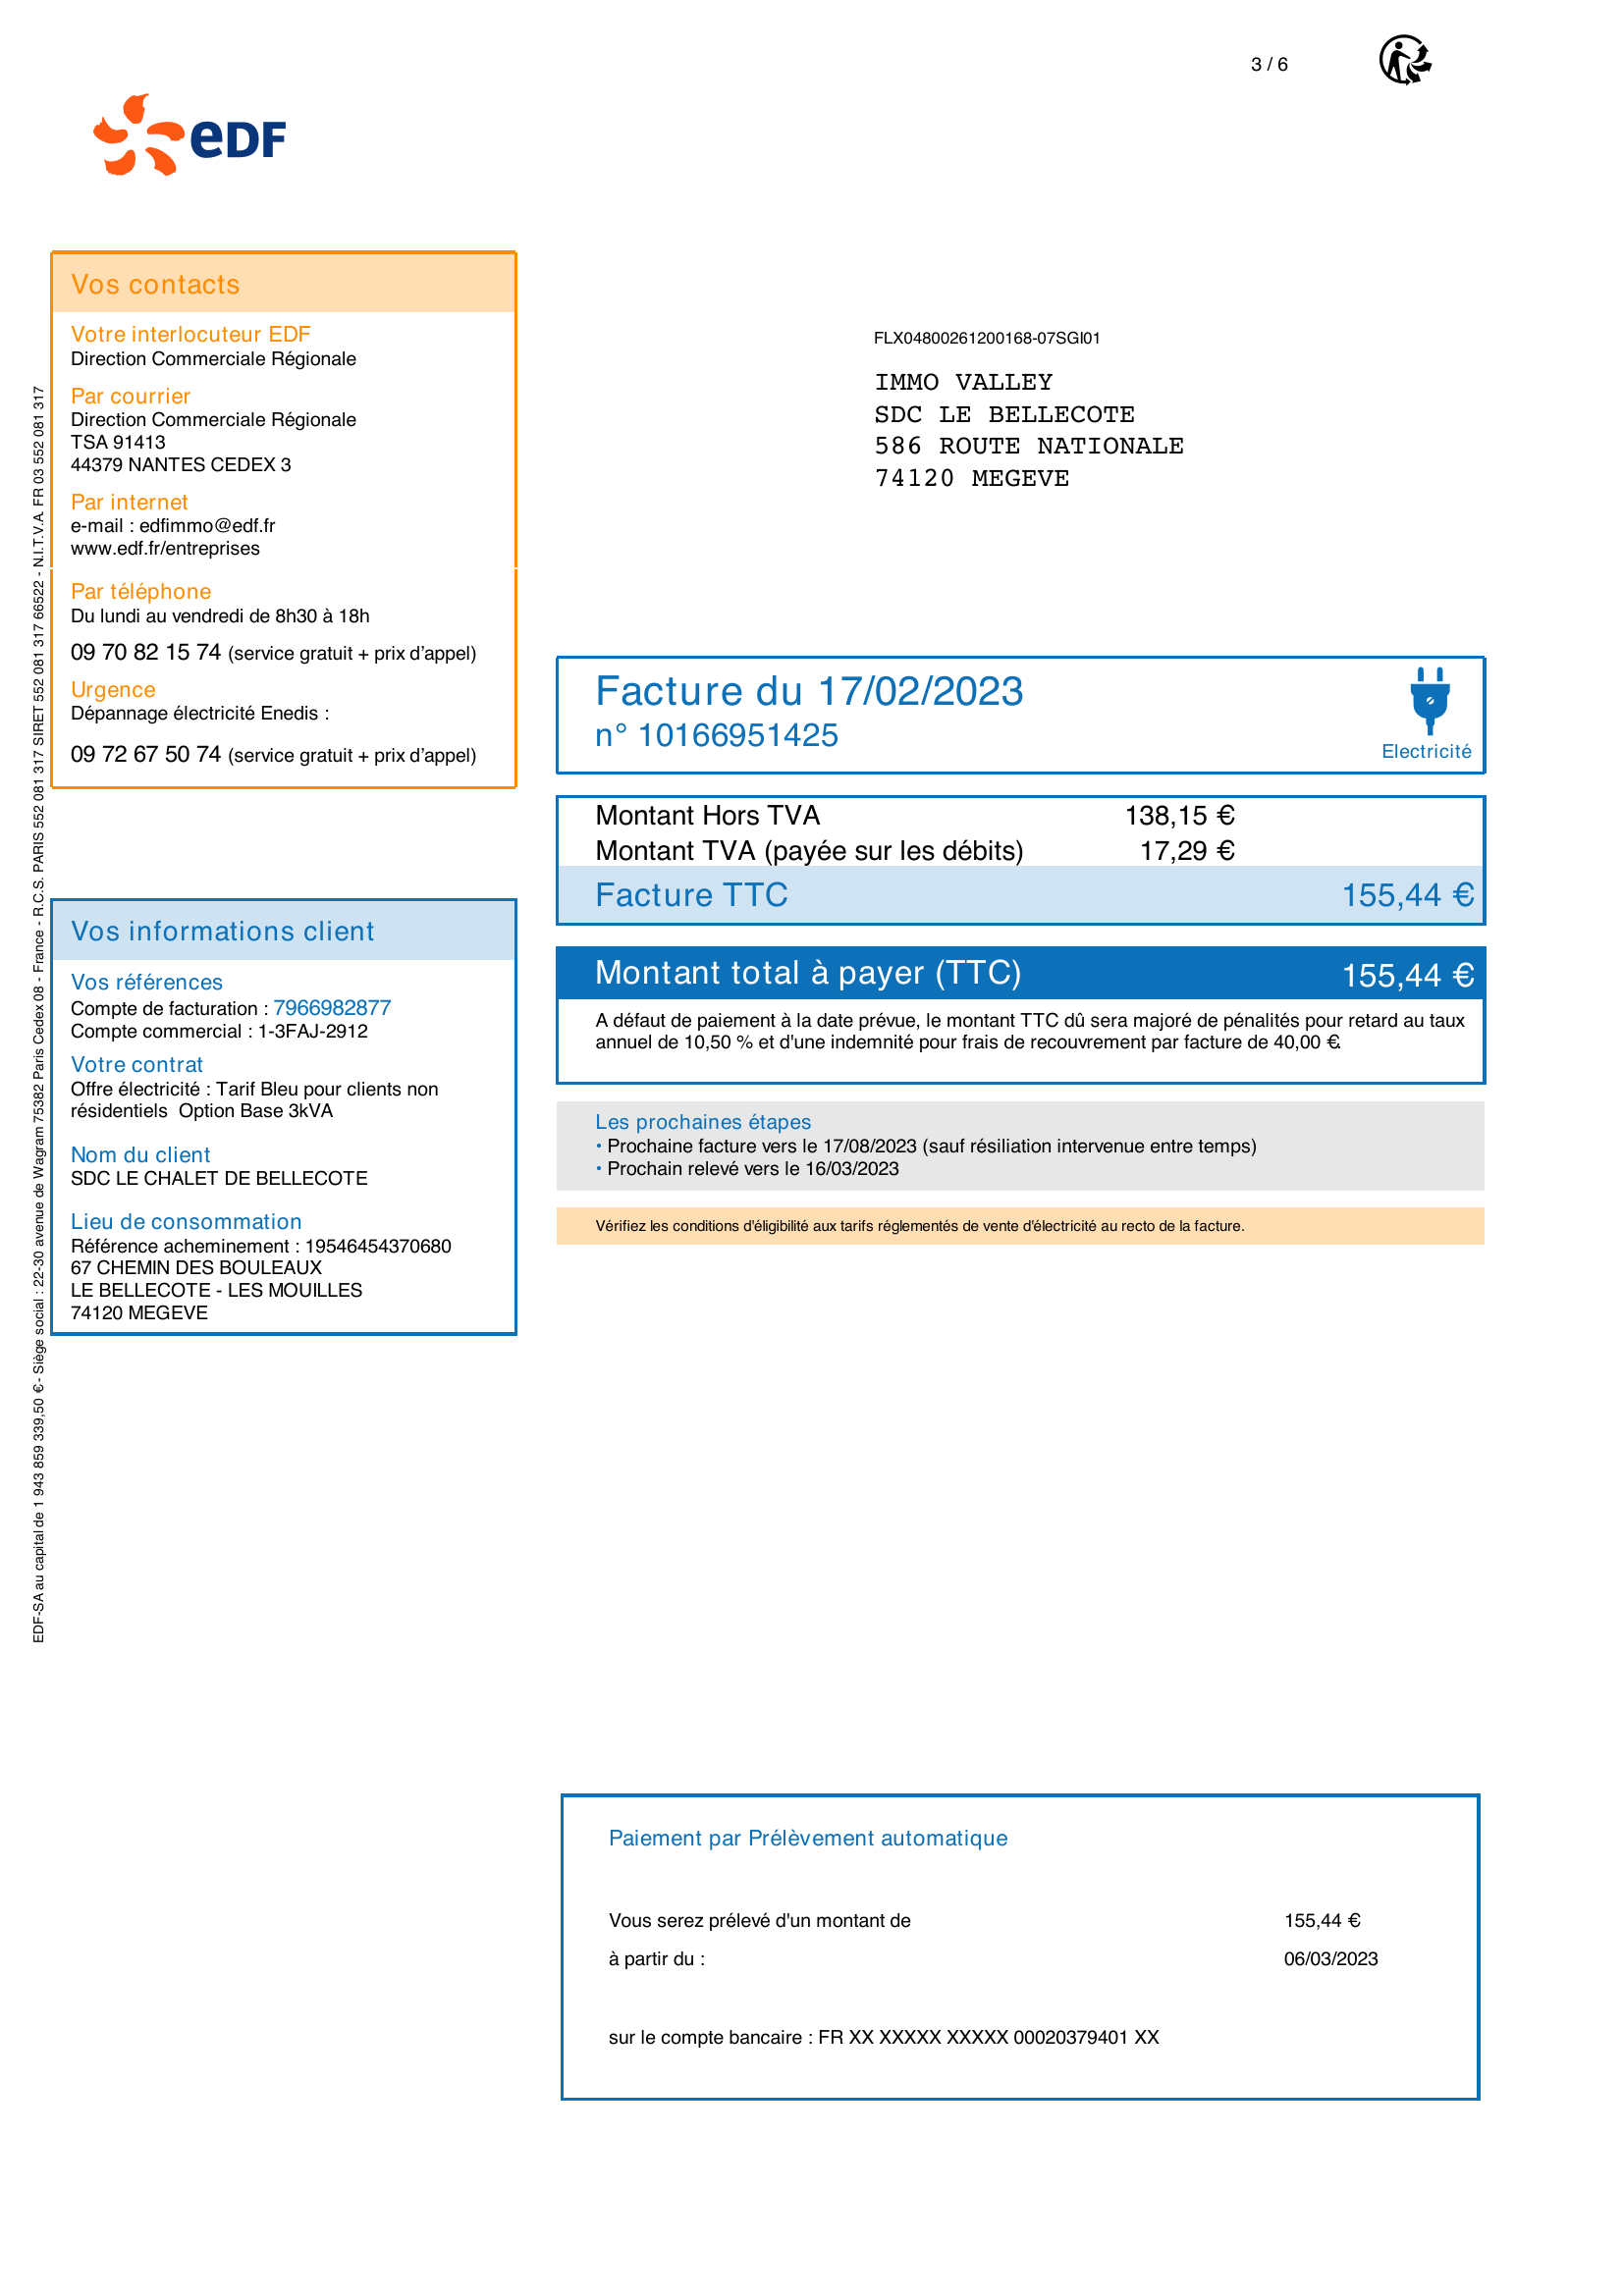 3 / 6
eDF
Vos contacts
Votre interlocuteur EDF
Direction Commerciale Régionale
Par courrier
Direction Commerciale Régionale
TSA 91413
44379 NANTES CEDEX 3
Par internet
e-mail : edfimmo@edf.fr
www.edf.fr/entreprises
Par téléphone
Du lundi au vendredi de 8h30 à 18h
09 70 82 15 74 (service gratuit + prix d'appel)
Urgence
Dépannage électricité Enedis :
09 72 67 50 74 (service gratuit + prix d'appel)
FLX04800261200168-07SGI01
IMMO VALLEY
SDC LE BELLECOTE
586 ROUTE NATIONALE
74120 MEGEVE
Facture du 17/02/2023
n° 10166951425
Electricité
Montant Hors TVA 138,15 €
Montant TVA (payée sur les débits) 17,29 €
Facture TTC 155,44 €
Montant total à payer (TTC) 155,44 €
A défaut de paiement à la date prévue, le montant TTC dû sera majoré de pénalités pour retard au taux
annuel de 10,50 % et d'une indemnité pour frais de recouvrement par facture de 40,00 €.
Les prochaines étapes
• Prochaine facture vers le 17/08/2023 (sauf résiliation intervenue entre temps)
• Prochain relevé vers le 16/03/2023
Vérifiez les conditions d'éligibilité aux tarifs réglementés de vente d'électricité au recto de la facture.
Vos informations client
Vos références
Compte de facturation : 7966982877
Compte commercial : 1-3FAJ-2912
Votre contrat
Offre électricité : Tarif Bleu pour clients non
résidentiels Option Base 3kVA
Nom du client
SDC LE CHALET DE BELLECOTE
Lieu de consommation
Référence acheminement : 19546454370680
67 CHEMIN DES BOULEAUX
LE BELLECOTE - LES MOUILLES
74120 MEGEVE
EDF-SA au capital de 1 943 859 339,50 € - Siège social : 22-30 avenue de Wagram 75382 Paris Cedex 08 - France - R.C.S. PARIS 552 081 317 SIRET 552 081 317 66522 - N.I.T.V.A. FR 03 552 081 317
Paiement par Prélèvement automatique
Vous serez prélevé d'un montant de 155,44 €
à partir du : 06/03/2023
sur le compte bancaire : FR XX XXXXX XXXXX 00020379401 XX